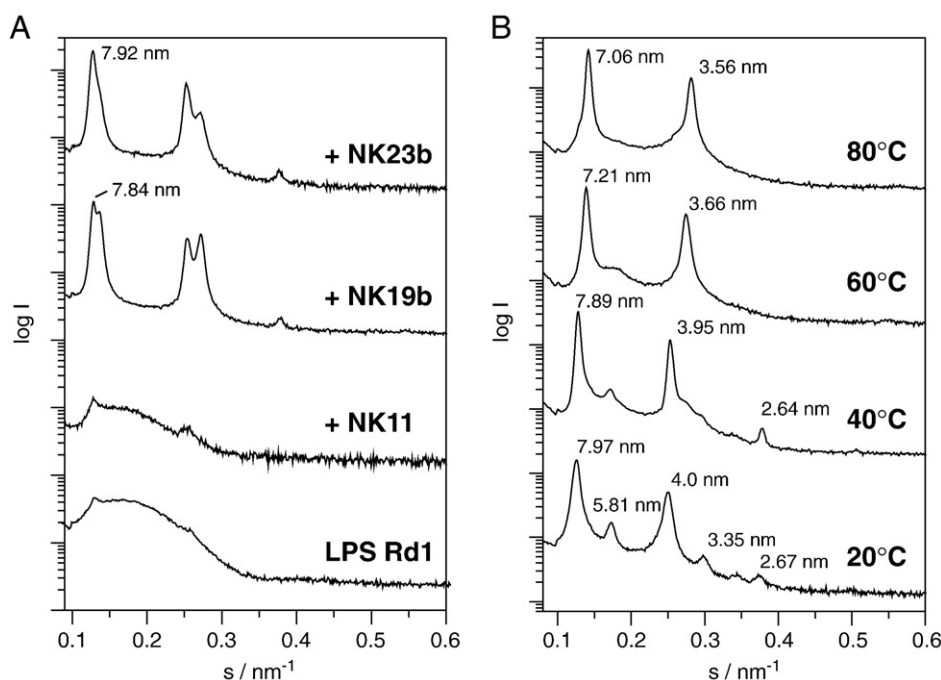 A
7.92 nm
+ NK23b
7.84 nm
+ NK19b
+ NK11
LPS Rd1
log I
0.1 0.2 0.3 0.4 0.5 0.6
s / nm⁻¹
B
7.06 nm
3.56 nm
80°C
7.21 nm
3.66 nm
60°C
7.89 nm
3.95 nm
2.64 nm
40°C
7.97 nm
5.81 nm
4.0 nm
3.35 nm
2.67 nm
20°C
log I
0.1 0.2 0.3 0.4 0.5 0.6
s / nm⁻¹